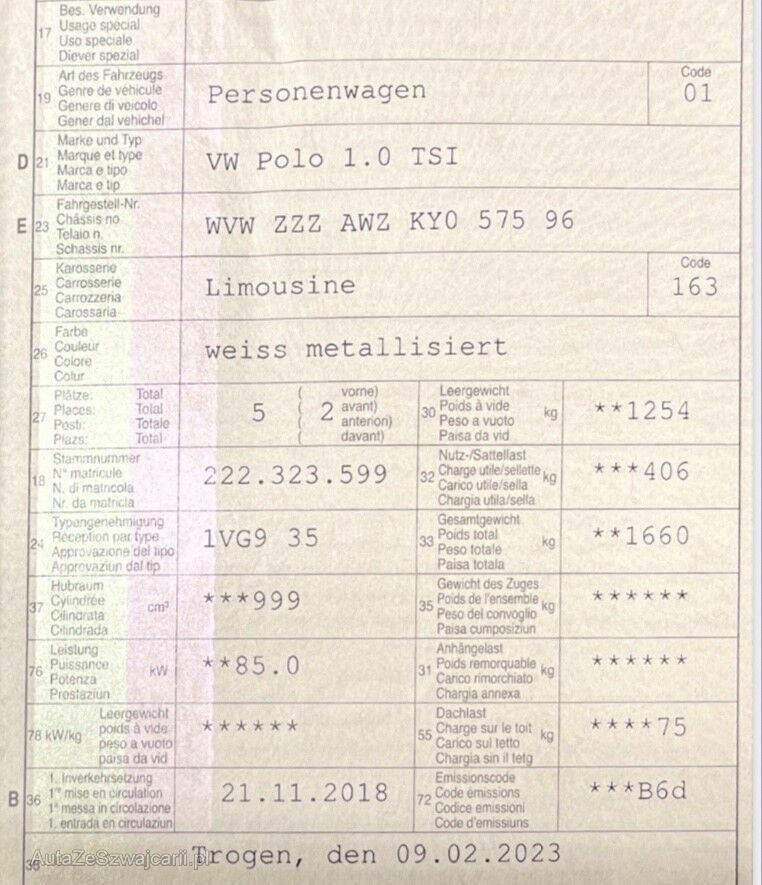 17 Bes. Verwendung
Usage spécial
Uso speciale
Diever spezial
19 Art des Fahrzeugs
Genre de véhicule
Genere di veicolo
Gener dal vehichel
Personenwagen
Code
01
D 21 Marke und Typ
Marque et type
Marca e tipo
Marca e tip
VW Polo 1.0 TSI
E 23 Fahrgestell-Nr.
Châssis no
Telaio n.
Schassis nr.
WVW ZZZ AWZ KY0 575 96
25 Karosserie
Carrosserie
Carrozzeria
Carossaria
Limousine
Code
163
26 Farbe
Couleur
Colore
Colur
weiss metallisiert
27 Plätze: Total
Places: Total
Posti: Totale
Plazs: Total
5 ( 2 vorne)
( avant)
( anteriori)
( davant)
30 Leergewicht
Poids à vide
Peso a vuoto
Paisa da vid
kg
**1254
18 Stammnummer
N° matricule
N. di matricola
Nr. da matricla
222.323.599
32 Nutz-/Sattellast
Charge utile/sellette
Carico utile/sella
Chargia utila/sella
kg
***406
24 Typengenehmigung
Réception par type
Approvazione del tipo
Approvaziun dal tip
1VG9 35
33 Gesamtgewicht
Poids total
Peso totale
Paisa totala
kg
**1660
37 Hubraum
Cylindrée
Cilindrata
Cilindrada
cm³
***999
35 Gewicht des Zuges
Poids de l'ensemble
Peso del convoglio
Paisa cumposiziun
kg
******
76 Leistung
Puissance
Potenza
Prestaziun
kW
**85.0
31 Anhängelast
Poids remorquable
Carico rimorchiato
Chargia annexa
kg
******
78 kW/kg Leergewicht
poids à vide
peso a vuoto
paisa da vid
******
55 Dachlast
Charge sur le toit
Carico sul tetto
Chargia sin il tetg
kg
****75
B 36 1. Inverkehrsetzung
1re mise en circulation
1a messa in circolazione
1. entrada en circulaziun
21.11.2018
72 Emissionscode
Code émissions
Codice emissioni
Code d'emissiuns
***B6d
38 Trogen, den 09.02.2023
AutaZeSzwajcarii.pl